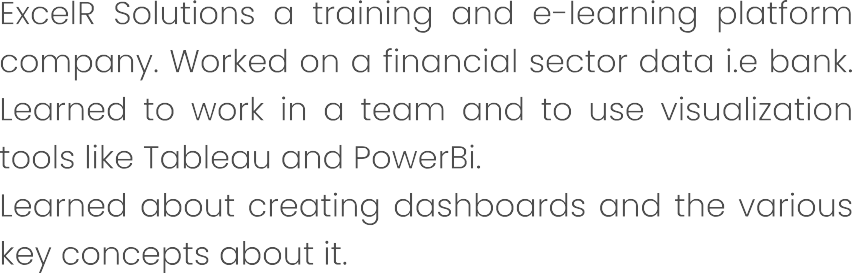 ExcelR Solutions a training and e-learning platform
company. Worked on a financial sector data i.e bank.
Learned to work in a team and to use visualization
tools like Tableau and PowerBi.
Learned about creating dashboards and the various
key concepts about it.